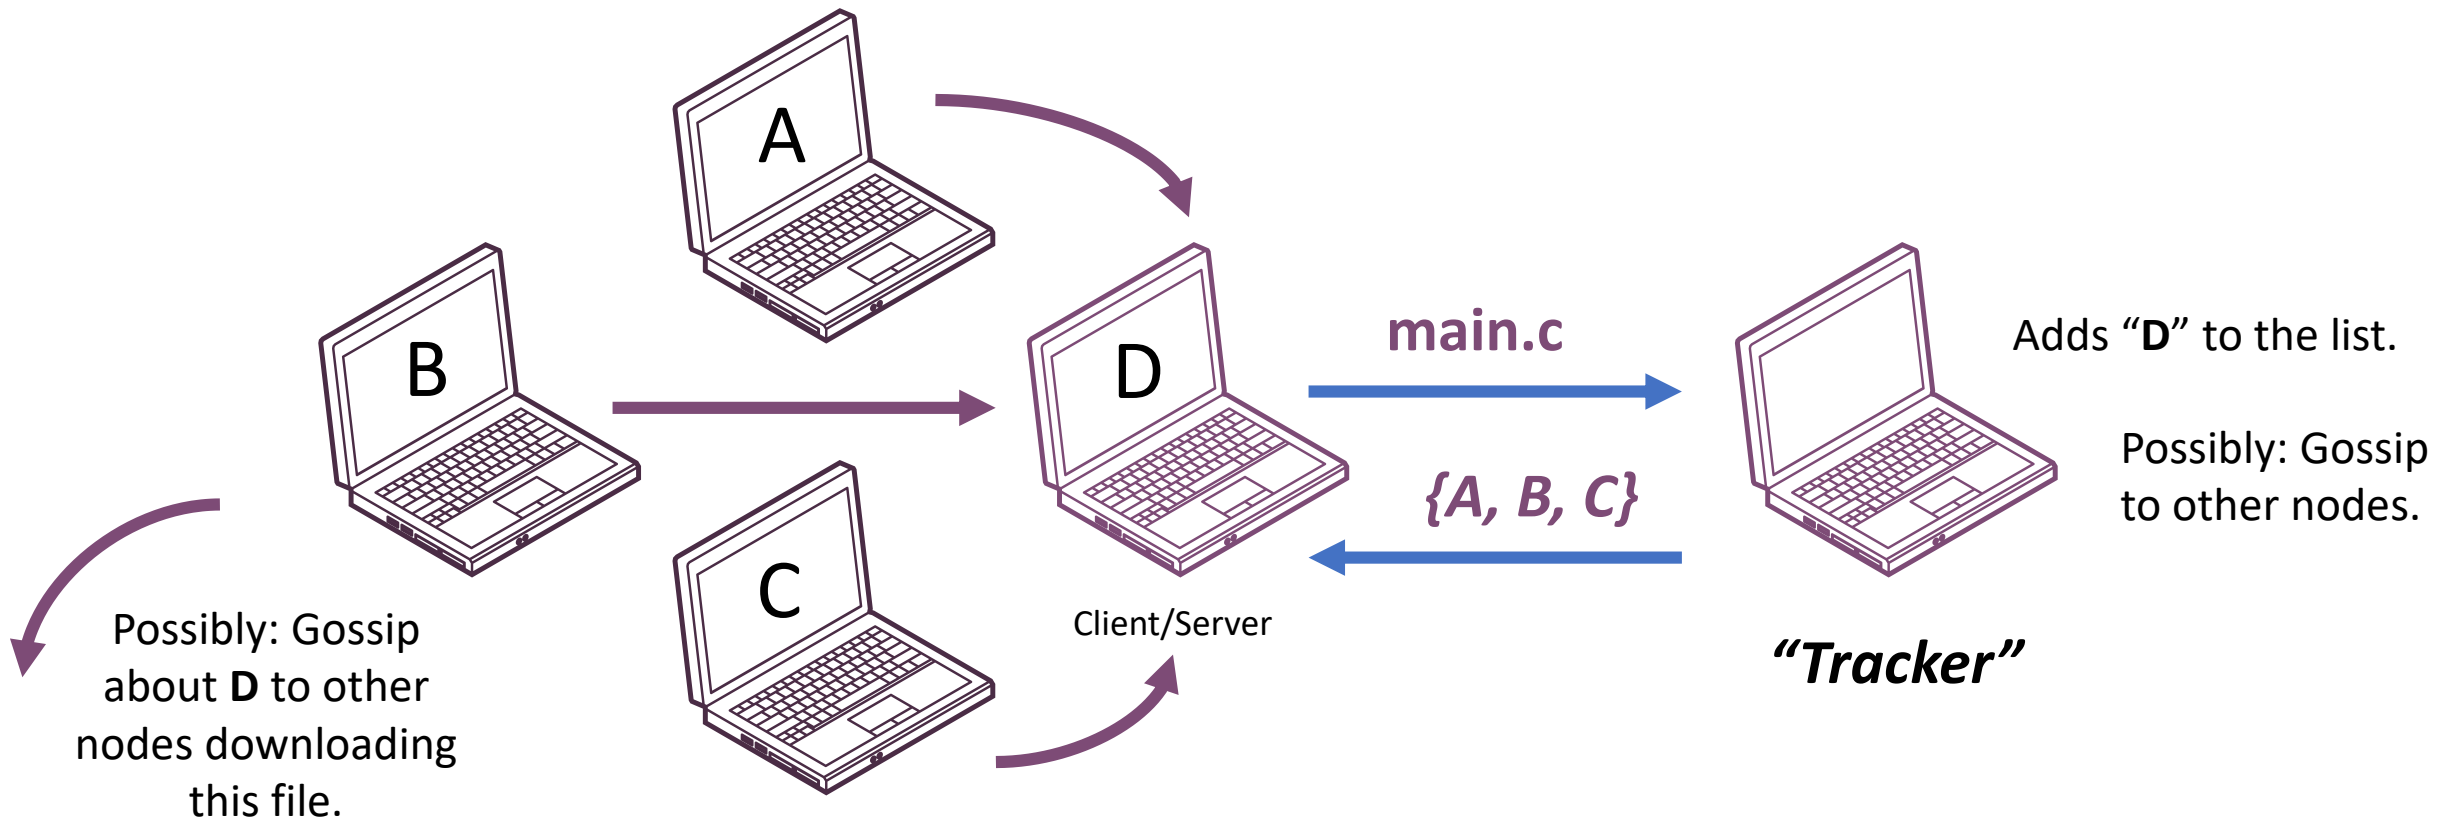 A
B
C
D
main.c
{A, B, C}
Client/Server
Adds “D” to the list.
Possibly: Gossip
to other nodes.
“Tracker”
Possibly: Gossip
about D to other
nodes downloading
this file.